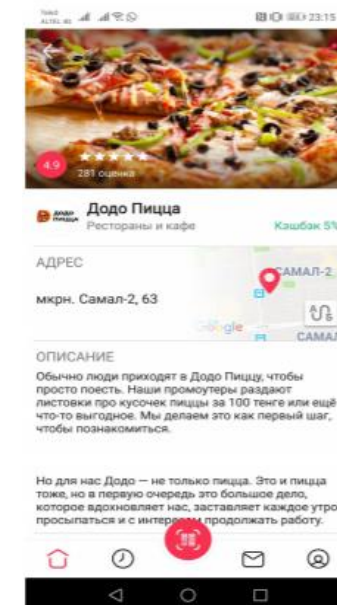 Tele2
ALTEL 4G
23:15
4.9
281 оценка
додо
пицца
Додо Пицца
Рестораны и кафе
Кэшбэк 5%
АДРЕС
САМАЛ-2
мкрн. Самал-2, 63
Google
САМАЛ
ОПИСАНИЕ
Обычно люди приходят в Додо Пиццу, чтобы
просто поесть. Наши промоутеры раздают
листовки про кусочек пиццы за 100 тенге или ещё
что-то выгодное. Мы делаем это как первый шаг,
чтобы познакомиться.
Но для нас Додо — не только пицца. Это и пицца
тоже, но в первую очередь это большое дело,
которое вдохновляет нас, заставляет каждое утро
просыпаться и с интересом продолжать работу.